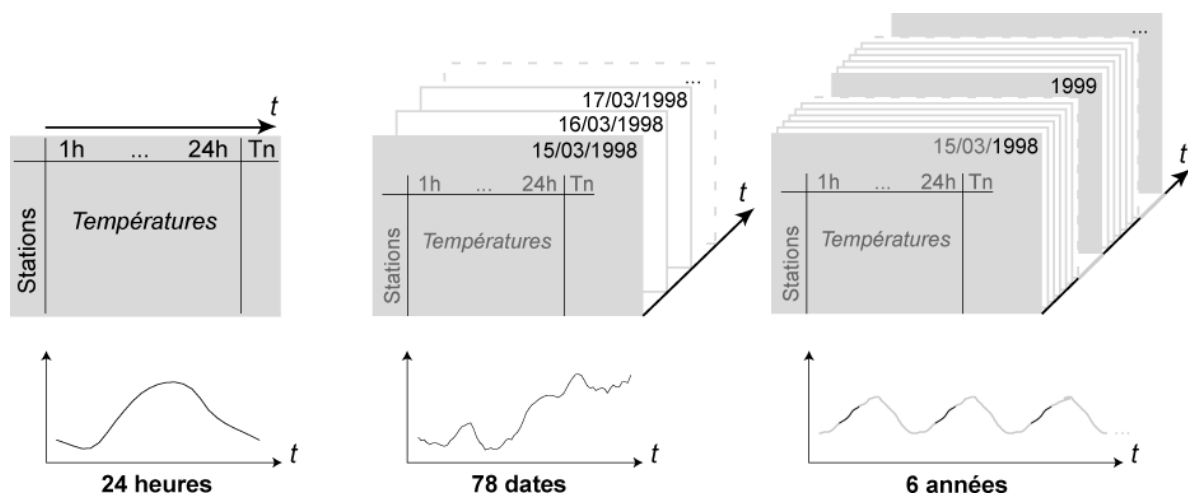 t
1h ... 24h Tn
Stations
Températures
t
24 heures
...
17/03/1998
16/03/1998
15/03/1998
t
1h ... 24h Tn
Stations
Températures
t
78 dates
...
1999
15/03/1998
t
1h ... 24h Tn
Stations
Températures
...
t
6 années